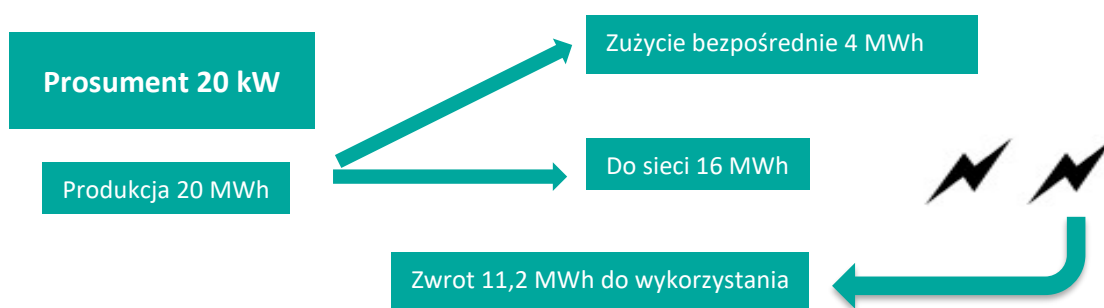 Prosument 20 kW
Produkcja 20 MWh
Zużycie bezpośrednie 4 MWh
Do sieci 16 MWh
Zwrot 11,2 MWh do wykorzystania